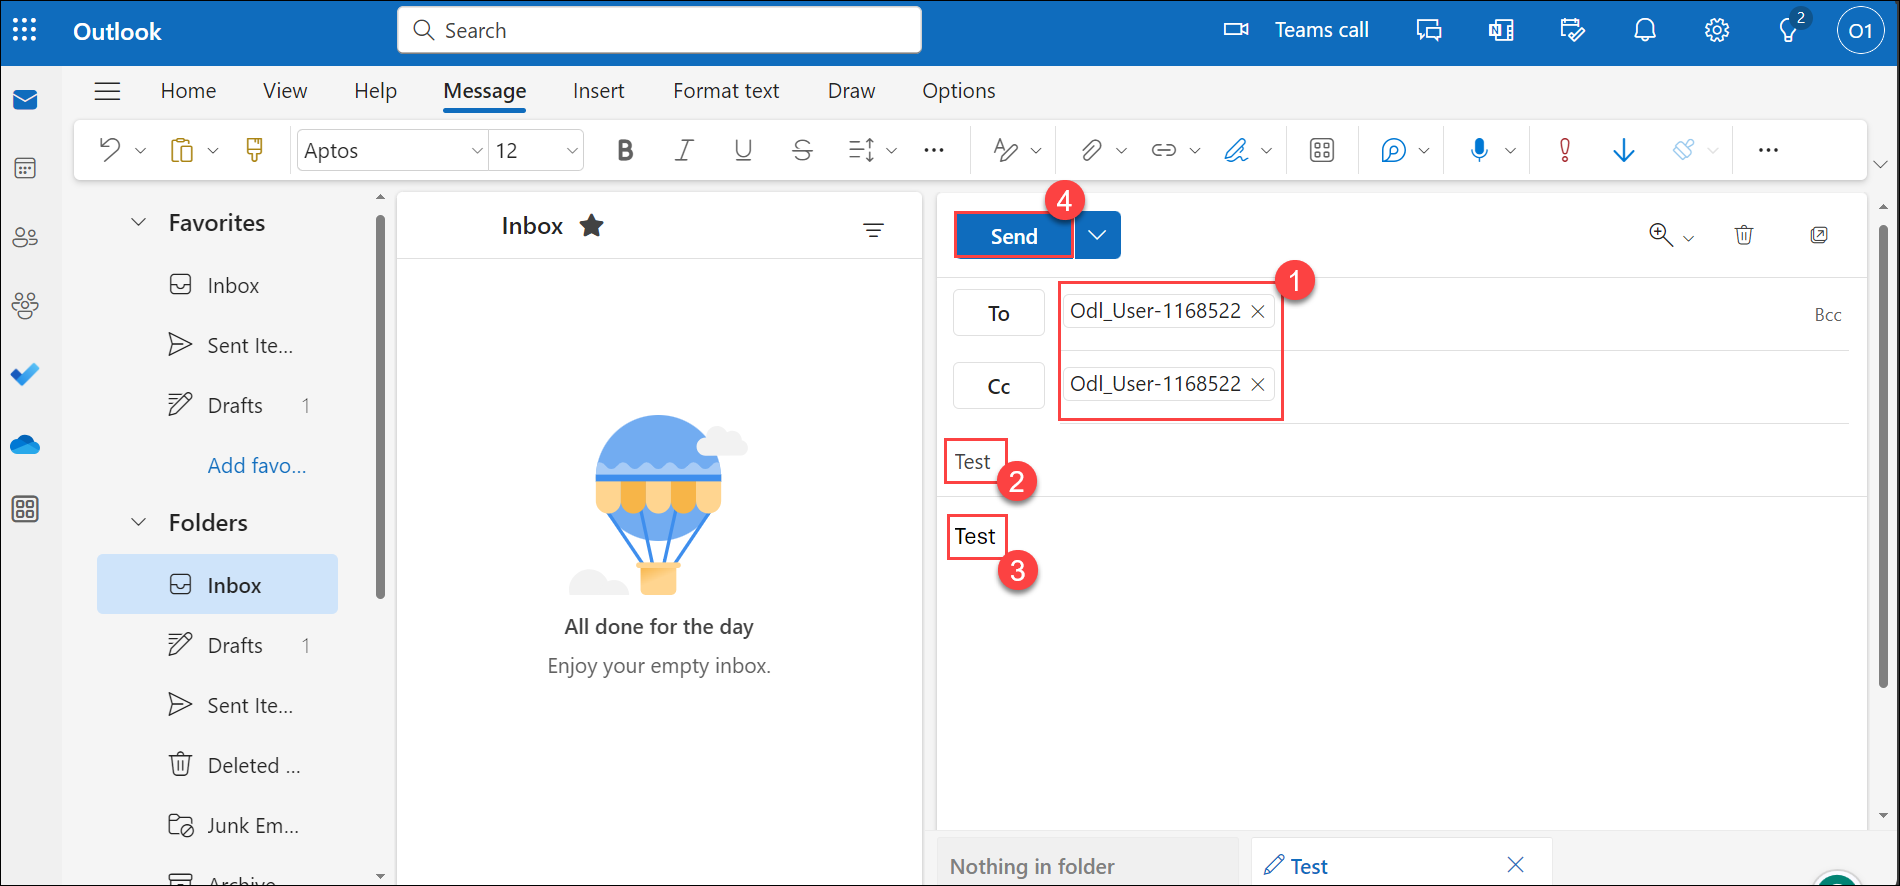 Outlook
Search
Teams call
2
O1
Home View Help Message Insert Format text Draw Options
Aptos 12 B I U S
Favorites
Inbox
Sent Ite...
Drafts 1
Add favo...
Folders
Inbox
Drafts 1
Sent Ite...
Deleted ...
Junk Em...
Archive
Inbox
All done for the day
Enjoy your empty inbox.
4
Send
1
To Odl_User-1168522 Bcc
Cc Odl_User-1168522
Test
2
Test
3
Nothing in folder Test